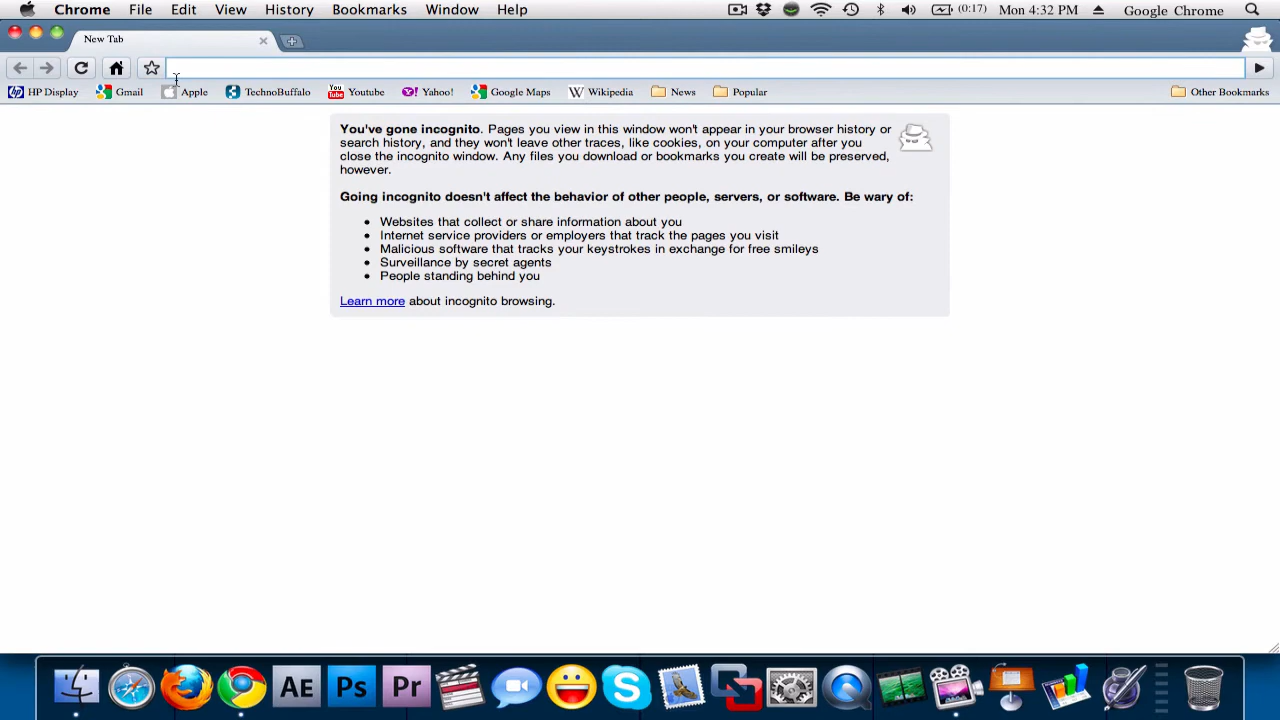 Chrome File Edit View History Bookmarks Window Help (0:17) Mon 4:32 PM Google Chrome
New Tab
HP Display Gmail Apple TechnoBuffalo You Tube Youtube Y! Yahoo! Google Maps W Wikipedia News Popular Other Bookmarks
You've gone incognito. Pages you view in this window won't appear in your browser history or
search history, and they won't leave other traces, like cookies, on your computer after you
close the incognito window. Any files you download or bookmarks you create will be preserved,
however.
Going incognito doesn't affect the behavior of other people, servers, or software. Be wary of:
• Websites that collect or share information about you
• Internet service providers or employers that track the pages you visit
• Malicious software that tracks your keystrokes in exchange for free smileys
• Surveillance by secret agents
• People standing behind you
Learn more about incognito browsing.
AE Ps Pr S